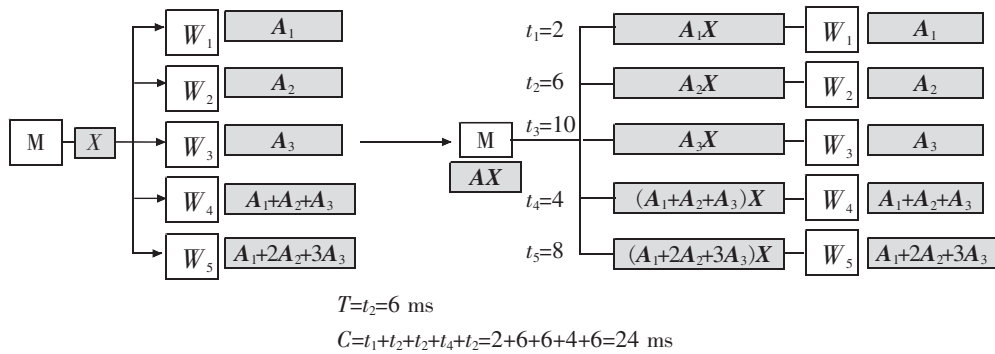 W1 A1
W2 A2
M X W3 A3
W4 A1+A2+A3
W5 A1+2A2+3A3
t1=2 A1X W1 A1
t2=6 A2X W2 A2
M t3=10 A3X W3 A3
AX
t4=4 (A1+A2+A3)X W4 A1+A2+A3
t5=8 (A1+2A2+3A3)X W5 A1+2A2+3A3
T=t2=6 ms
C=t1+t2+t2+t4+t2=2+6+6+4+6=24 ms